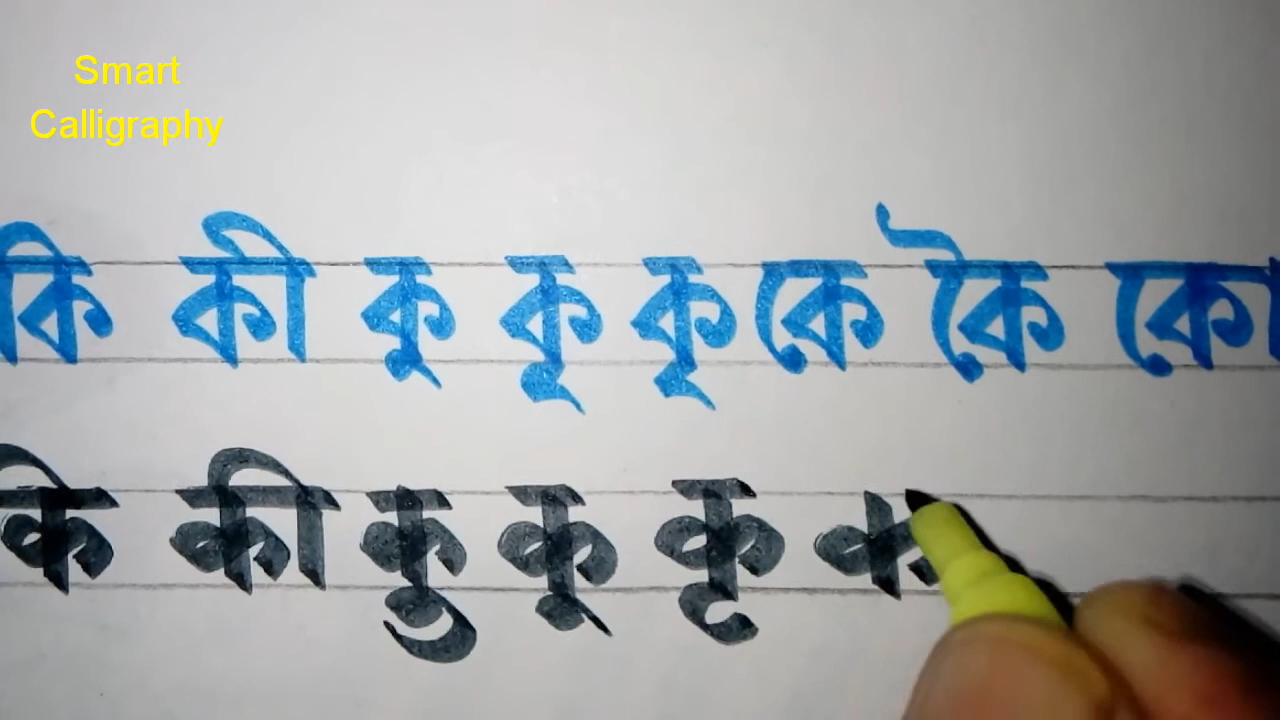 Smart
Calligraphy
কি কী কু কূ কৃ কে কৈ কো
কি কী কু কূ কৃ ক